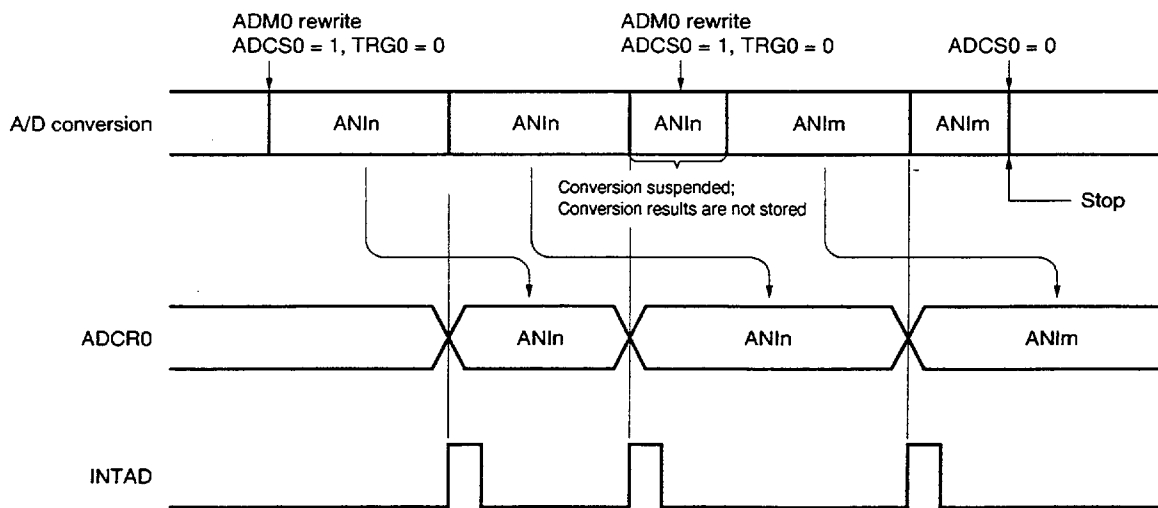 ADM0 rewrite
ADCS0 = 1, TRG0 = 0
ADM0 rewrite
ADCS0 = 1, TRG0 = 0
ADCS0 = 0
A/D conversion
ANIn
ANIn
ANIn
ANIm
ANIm
Conversion suspended;
Conversion results are not stored
Stop
ADCR0
ANIn
ANIn
ANIm
INTAD